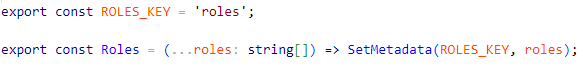 export const ROLES_KEY = 'roles';
export const Roles = (...roles: string[]) => SetMetadata(ROLES_KEY, roles);